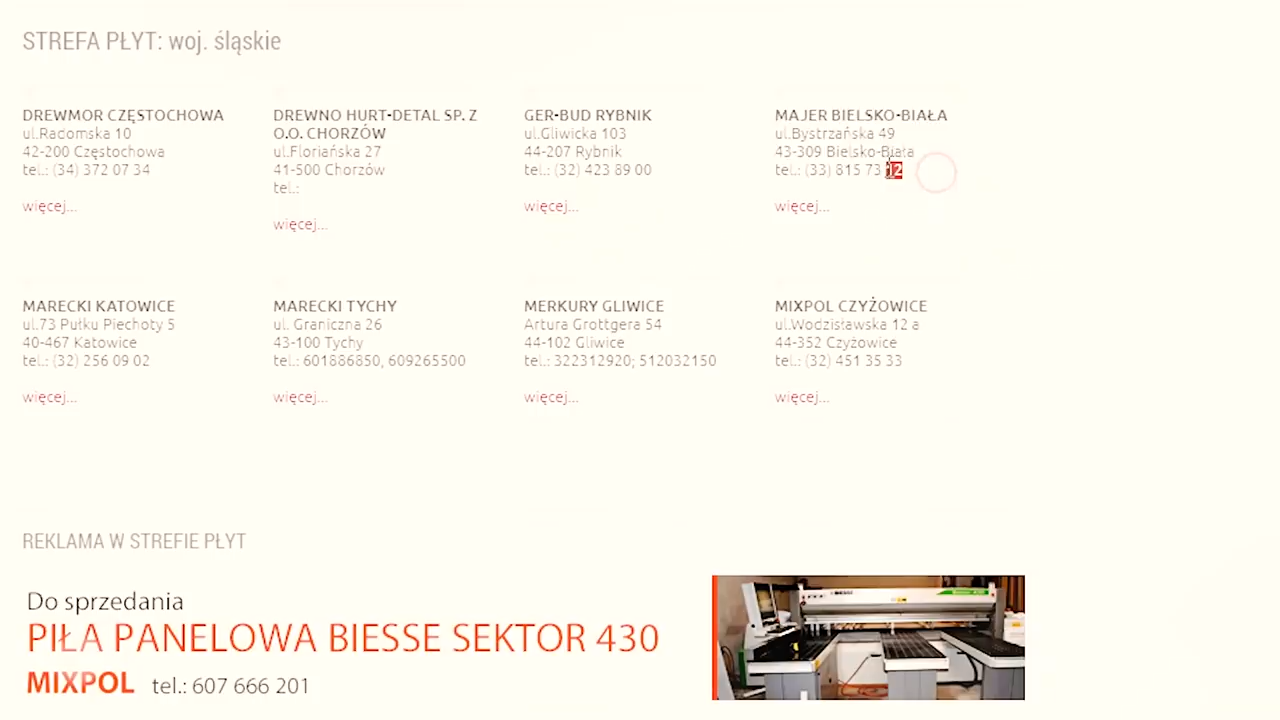 STREFA PŁYT: woj. śląskie
DREWMOR CZĘSTOCHOWA
ul.Radomska 10
42-200 Częstochowa
tel.: (34) 372 07 34
więcej...
DREWNO HURT-DETAL SP. Z
O.O. CHORZÓW
ul.Floriańska 27
41-500 Chorzów
tel.:
więcej...
GER-BUD RYBNIK
ul.Gliwicka 103
44-207 Rybnik
tel.: (32) 423 89 00
więcej...
MAJER BIELSKO-BIAŁA
ul.Bystrzańska 49
43-309 Bielsko-Biała
tel.: (33) 815 73 12
więcej...
MARECKI KATOWICE
ul.73 Pułku Piechoty 5
40-467 Katowice
tel.: (32) 256 09 02
więcej...
MARECKI TYCHY
ul. Graniczna 26
43-100 Tychy
tel.: 601886850, 609265500
więcej...
MERKURY GLIWICE
Artura Grottgera 54
44-102 Gliwice
tel.: 322312920; 512032150
więcej...
MIXPOL CZYŻOWICE
ul.Wodzisławska 12 a
44-352 Czyżowice
tel.: (32) 451 35 33
więcej...
REKLAMA W STREFIE PŁYT
Do sprzedania
PIŁA PANELOWA BIESSE SEKTOR 430
MIXPOL tel.: 607 666 201
BIESSE